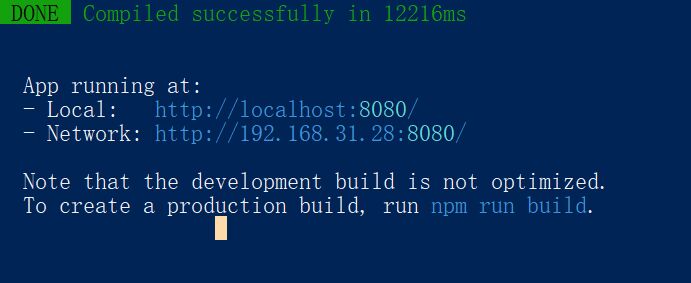 DONE Compiled successfully in 12216ms
App running at:
- Local: http://localhost:8080/
- Network: http://192.168.31.28:8080/
Note that the development build is not optimized.
To create a production build, run npm run build.